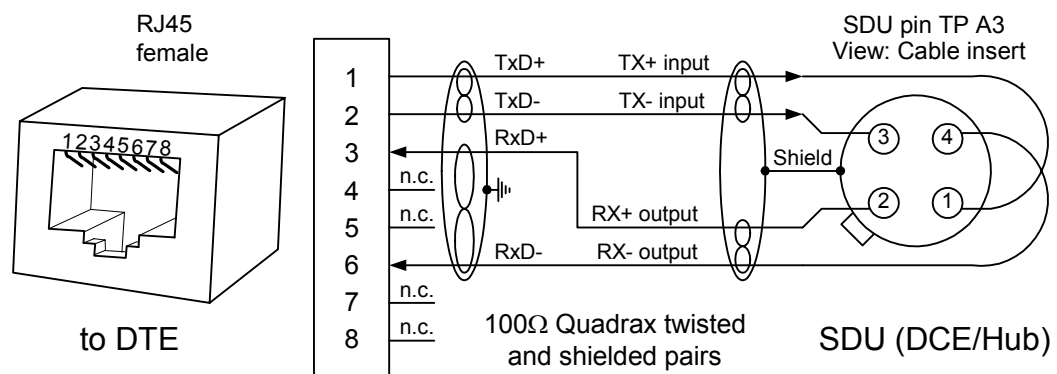 RJ45
female
SDU pin TP A3
View: Cable insert
12345678
to DTE
1
2
3
4
5
6
7
8
TxD+
TX+ input
TxD-
TX- input
RxD+
n.c.
n.c.
RX+ output
RxD-
RX- output
n.c.
n.c.
Shield
3
4
2
1
100Ω Quadrax twisted
and shielded pairs
SDU (DCE/Hub)